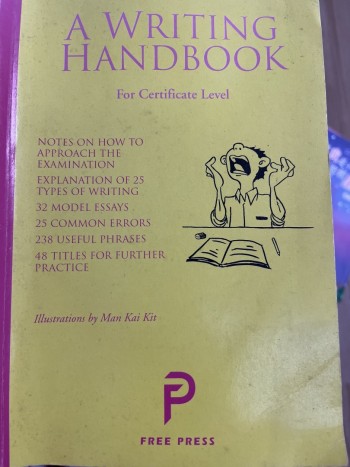 A WRITING
HANDBOOK
For Certificate Level
NOTES ON HOW TO
APPROACH THE
EXAMINATION
EXPLANATION OF 25
TYPES OF WRITING
32 MODEL ESSAYS
25 COMMON ERRORS
238 USEFUL PHRASES
48 TITLES FOR FURTHER
PRACTICE
Illustrations by Man Kai Kit
FREE PRESS